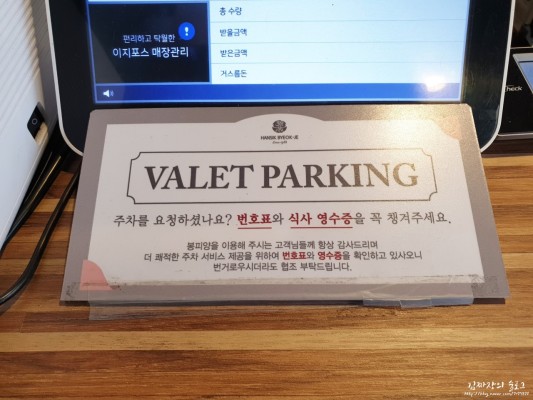 총 수량
편리하고 탁월한
이지포스 매장관리
받을금액
받은금액
거스름돈
Check
VALET PARKING
주차를 요청하셨나요? 번호표와 식사 영수증을 꼭 챙겨주세요.
봉피양을 이용해 주시는 고객님들께 항상 감사드리며
더 쾌적한 주차 서비스 제공을 위하여 번호표와 영수증을 확인하고 있사오니
번거로우시더라도 협조 부탁드립니다.
김짜장의 술로그